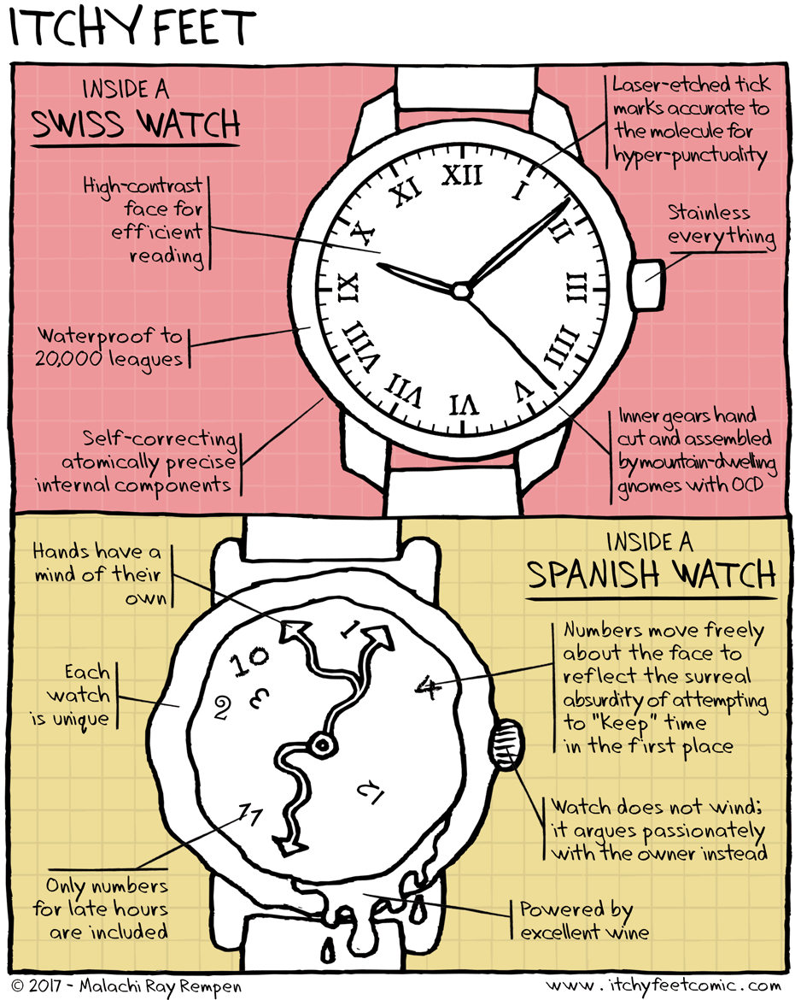 ITCHY FEET
INSIDE A
SWISS WATCH
High-contrast
face for
efficient
reading
Waterproof to
20,000 leagues
Self-correcting
atomically precise
internal components
Laser-etched tick
marks accurate to
the molecule for
hyper-punctuality
Stainless
everything
Inner gears hand
cut and assembled
by mountain-dwelling
gnomes with OCD
XII
I
II
III
IIII
V
VI
VII
VIII
IX
X
XI
Hands have a
mind of their
own
Each
watch
is unique
Only numbers
for late hours
are included
INSIDE A
SPANISH WATCH
Numbers move freely
about the face to
reflect the surreal
absurdity of attempting
to "keep" time
in the first place
Watch does not wind;
it argues passionately
with the owner instead
Powered by
excellent wine
1
10
2
3
4
12
11
© 2017 - Malachi Ray Rempen
www.itchyfeetcomic.com